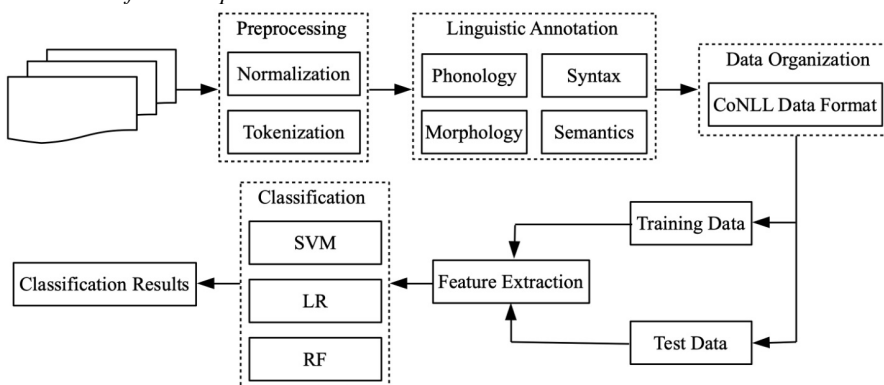 Preprocessing
Normalization
Tokenization
Linguistic Annotation
Phonology
Syntax
Morphology
Semantics
Data Organization
CoNLL Data Format
Training Data
Test Data
Feature Extraction
Classification
SVM
LR
RF
Classification Results